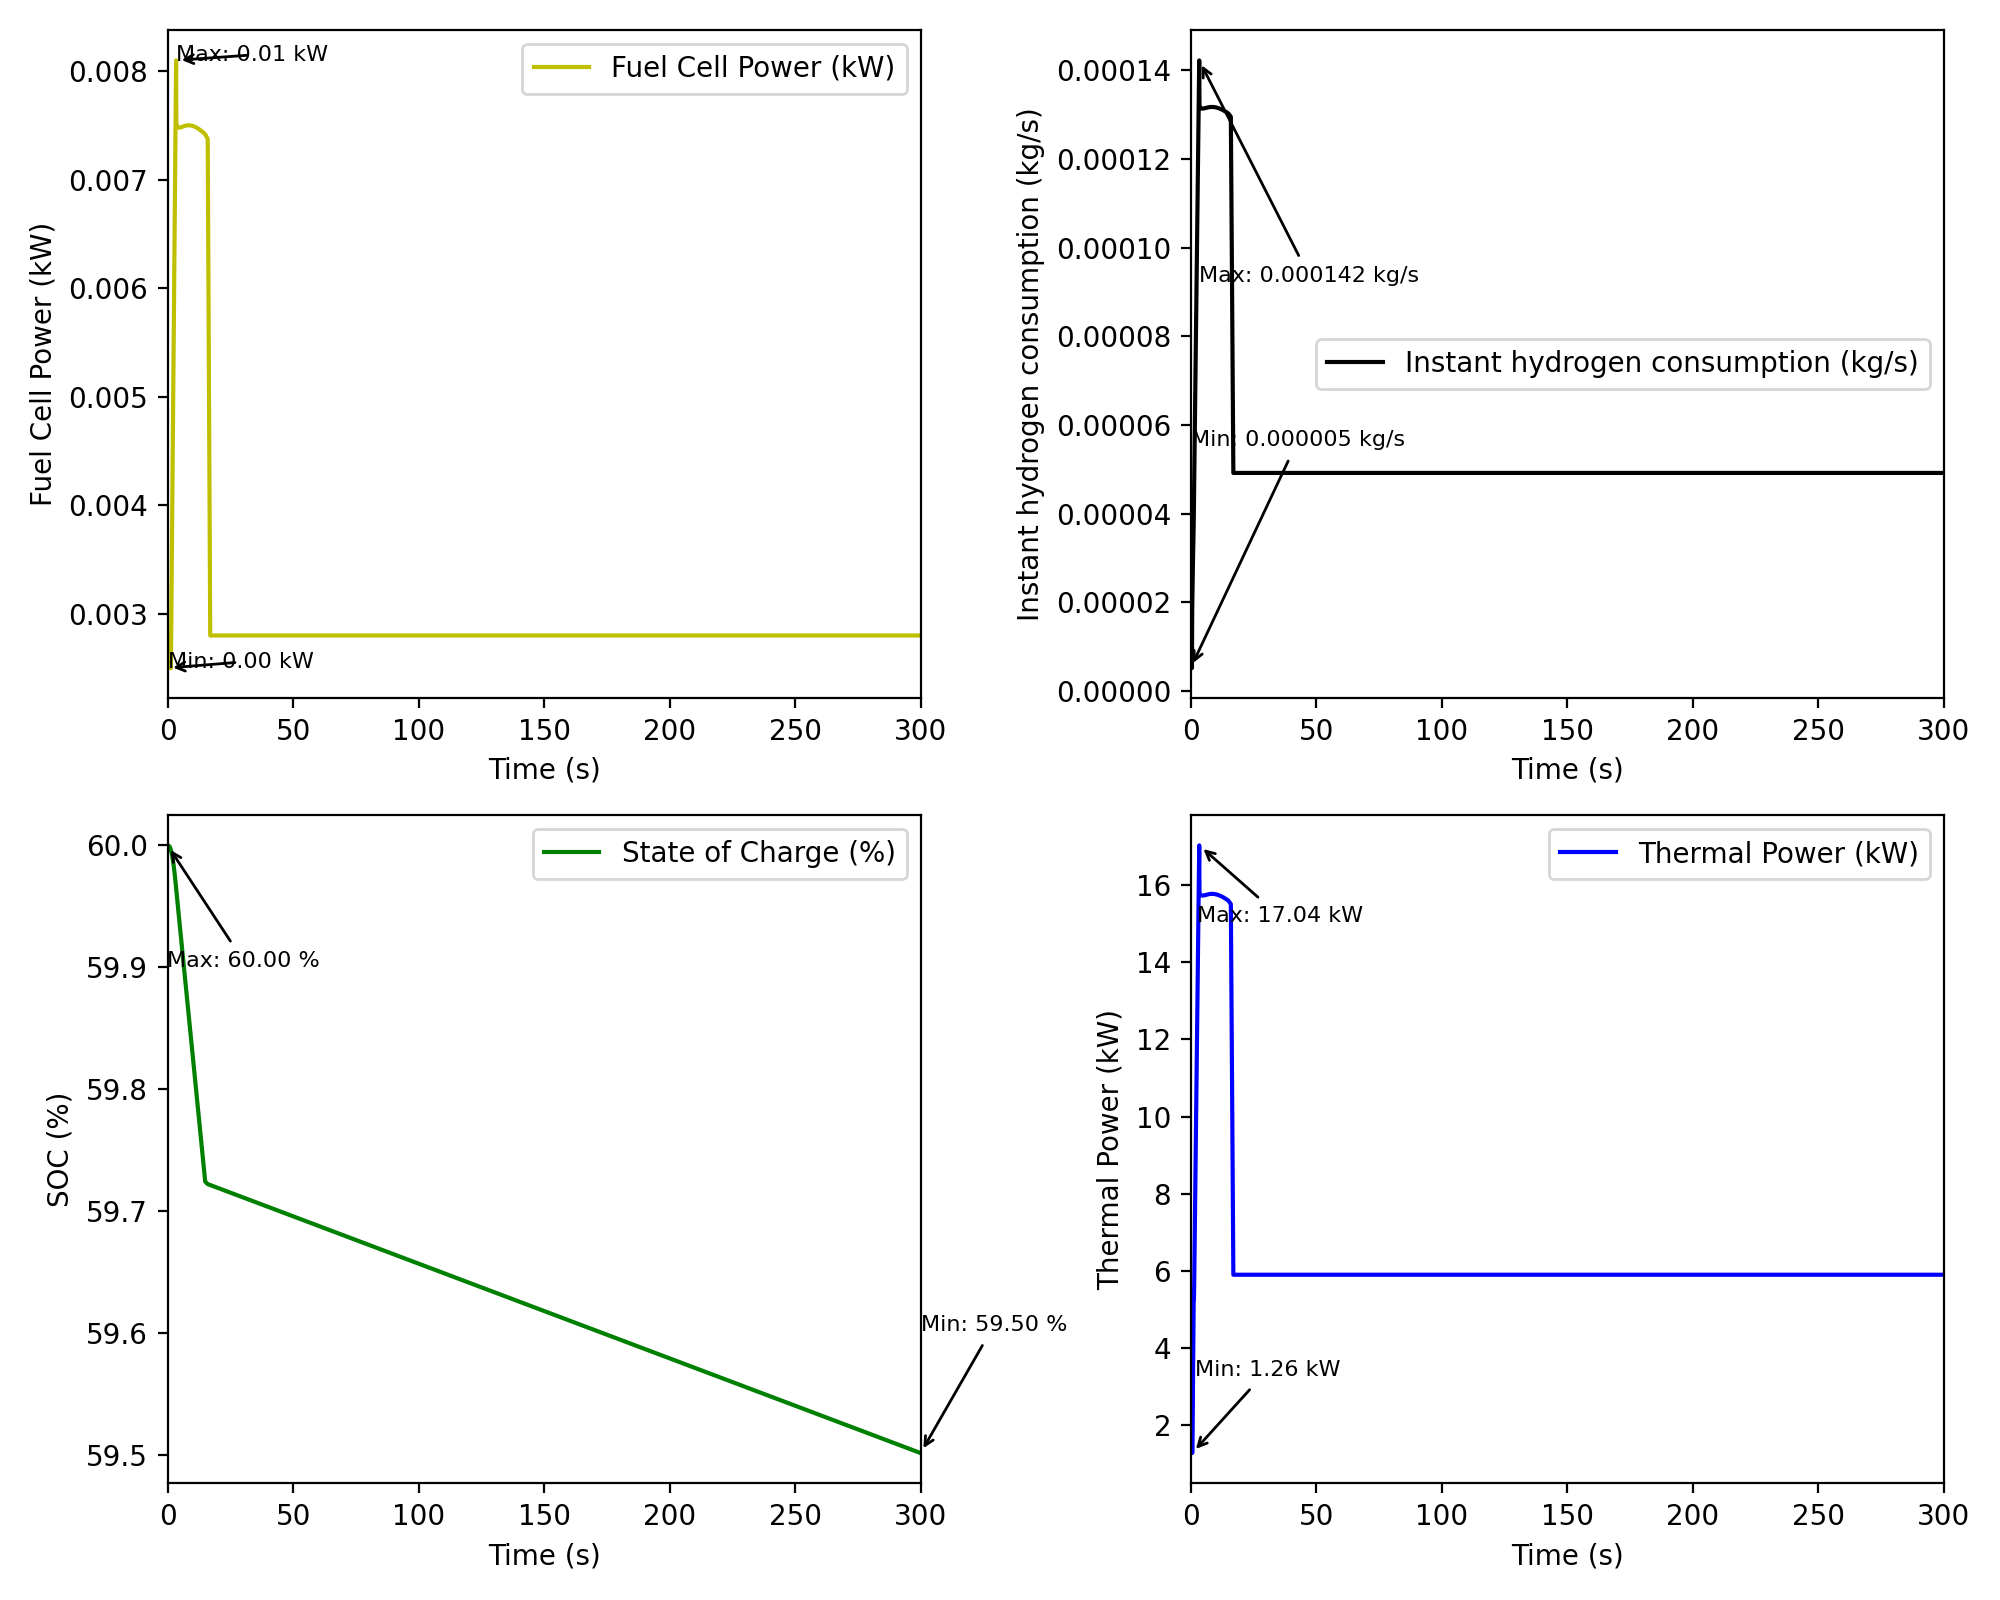 Max: 0.01 kW
Fuel Cell Power (kW)
0.008
0.007
0.006
0.005
0.004
0.003
Fuel Cell Power (kW)
Min: 0.00 kW
0 50 100 150 200 250 300
Time (s)
0.00014
0.00012
0.00010
0.00008
0.00006
0.00004
0.00002
0.00000
Instant hydrogen consumption (kg/s)
Max: 0.000142 kg/s
Instant hydrogen consumption (kg/s)
Min: 0.000005 kg/s
0 50 100 150 200 250 300
Time (s)
State of Charge (%)
60.0
59.9
59.8
59.7
59.6
59.5
SOC (%)
Max: 60.00 %
Min: 59.50 %
0 50 100 150 200 250 300
Time (s)
Thermal Power (kW)
16
14
12
10
8
6
4
2
Thermal Power (kW)
Max: 17.04 kW
Min: 1.26 kW
0 50 100 150 200 250 300
Time (s)